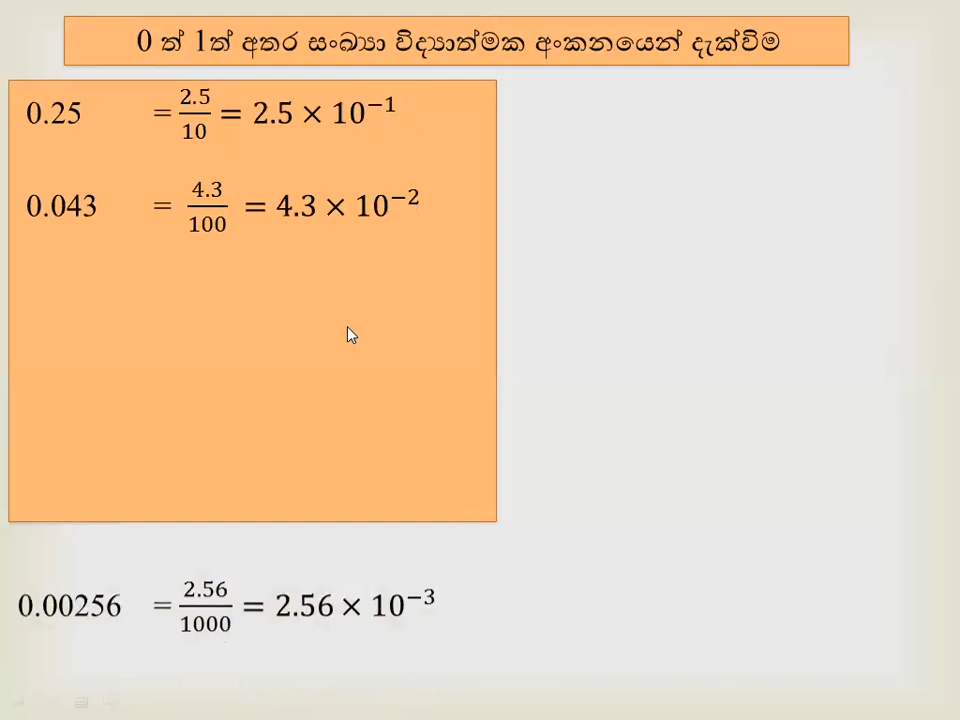 0 ත් 1ත් අතර සංඛ්‍යා විද්‍යාත්මක අංකනයෙන් දැක්විම
0.25 = 2.5/10 = 2.5 × 10⁻¹
0.043 = 4.3/100 = 4.3 × 10⁻²
0.00256 = 2.56/1000 = 2.56 × 10⁻³